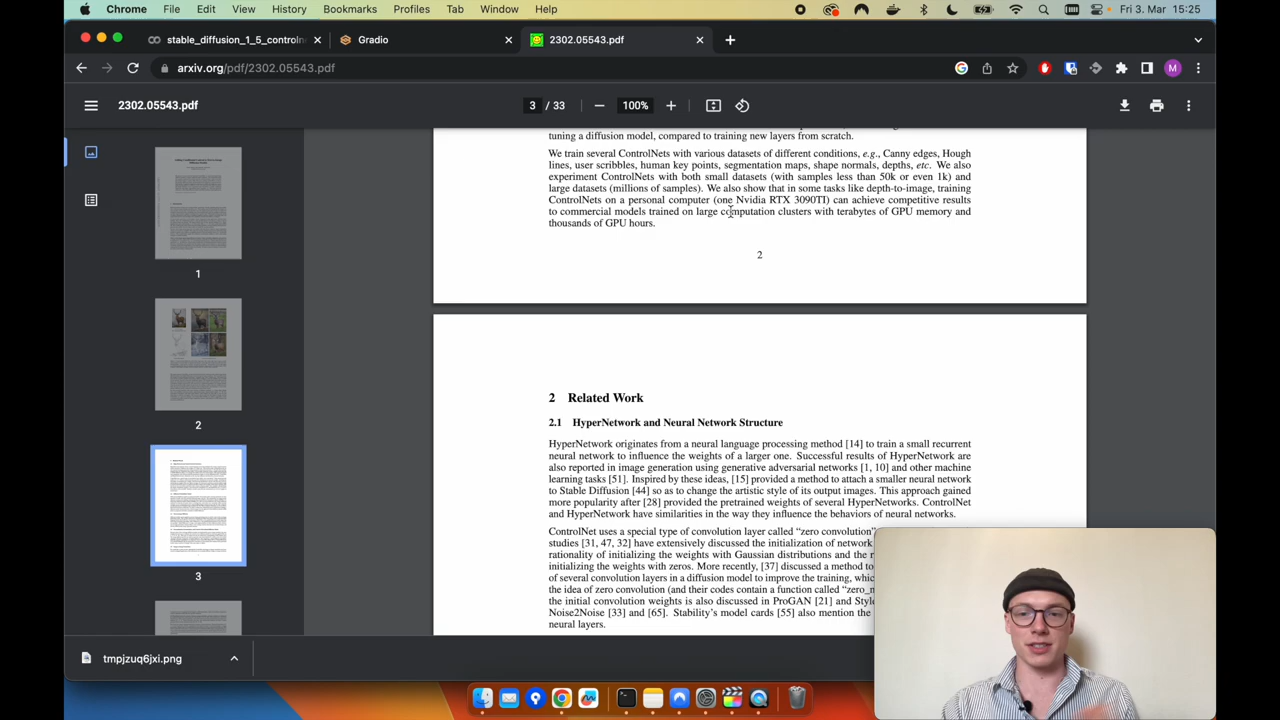 Chrome File Edit View History Bookmarks Profiles Tab Window Help Fri 3. Mar 15:25
stable_diffusion_1_5_controln Gradio 2302.05543.pdf
arxiv.org/pdf/2302.05543 M
2302.05543.pdf 3 / 33 100%
1
2
3
tuning a diffusion model, compared to training new layers from scratch.
We train several ControlNets with various datasets of different conditions, e.g., Canny edges, Hough
lines, user scribbles, human key points, segmentation maps, shape normals, depths, etc. We also
experiment ControlNets with both small datasets (with samples less than 50k or even 1k) and
large datasets (millions of samples). We also show that in some tasks like depth-to-image, training
ControlNets on a personal computer (one Nvidia RTX 3090TI) can achieve competitive results
to commercial models trained on large computation clusters with terabytes of GPU memory and
thousands of GPU hours.
2
2 Related Work
2.1 HyperNetwork and Neural Network Structure
HyperNetwork originates from a neural language processing method [14] to train a small recurrent
neural network to influence the weights of a larger one. Successful results of HyperNetwork are
also reported in image generation using generative adversarial networks [1, 10] and other machine
learning tasks [51]. Inspired by these ideas, [15] provided a method to attach a smaller neural network
to Stable Diffusion [44] so as to change the artistic style of its output images. This approach gained
more popularity after [28] provided the pretrained weights of several HyperNetworks. ControlNet
and HyperNetwork have similarities in the way they influence the behaviors of neural networks.
ControlNet uses a special type of convolution layer called “zero convolution
studies [31, 47, 32] have extensively discussed the initialization of network
rationality of initializing the weights with Gaussian distributions and the
initializing the weights with zeros. More recently, [37] discussed a method to
of several convolution layers in a diffusion model to improve the training,
the idea of zero convolution (and their codes contain a function called
the initial convolution weights is also discussed in ProGAN [21] and
Noise2Noise [33] and [65]. Stability’s model cards [55] also mention the
neural layers.
tmpjzuq6jxi.png